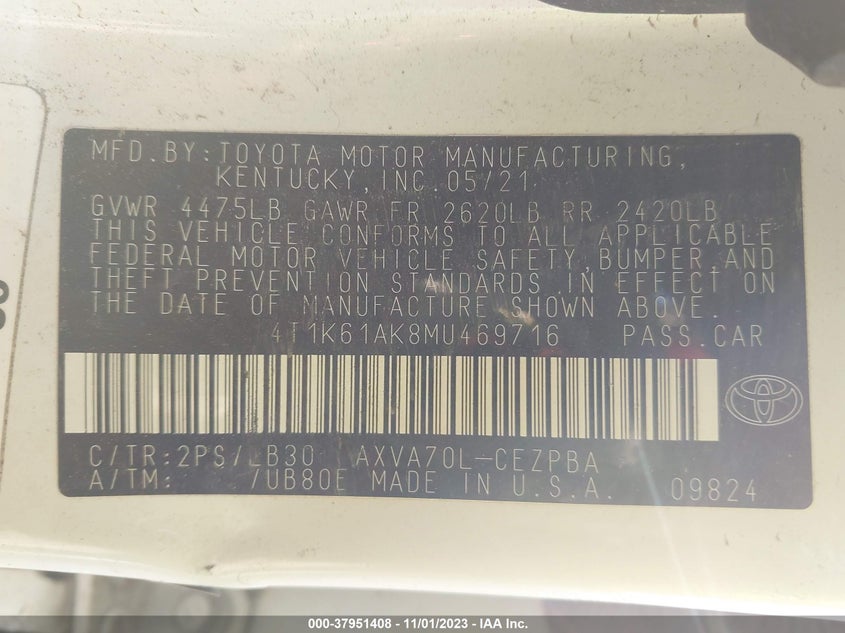 MFD.BY:TOYOTA MOTOR MANUFACTURING,
KENTUCKY,INC 05/21
GVWR 4475LB GAWR FR 2620LB RR 2420LB
THIS VEHICLE CONFORMS TO ALL APPLICABLE
FEDERAL MOTOR VEHICLE SAFETY,BUMPER AND
THEFT PREVENTION STANDARDS IN EFFECT ON
THE DATE OF MANUFACTURE SHOWN ABOVE.
4T1K61AK8MU469716 PASS.CAR
C/TR:2PS/LB30 AXVA70L-CEZPBA
A/TM: /UB80E MADE IN U.S.A. 09824
000-37951408 - 11/01/2023 - IAA Inc.